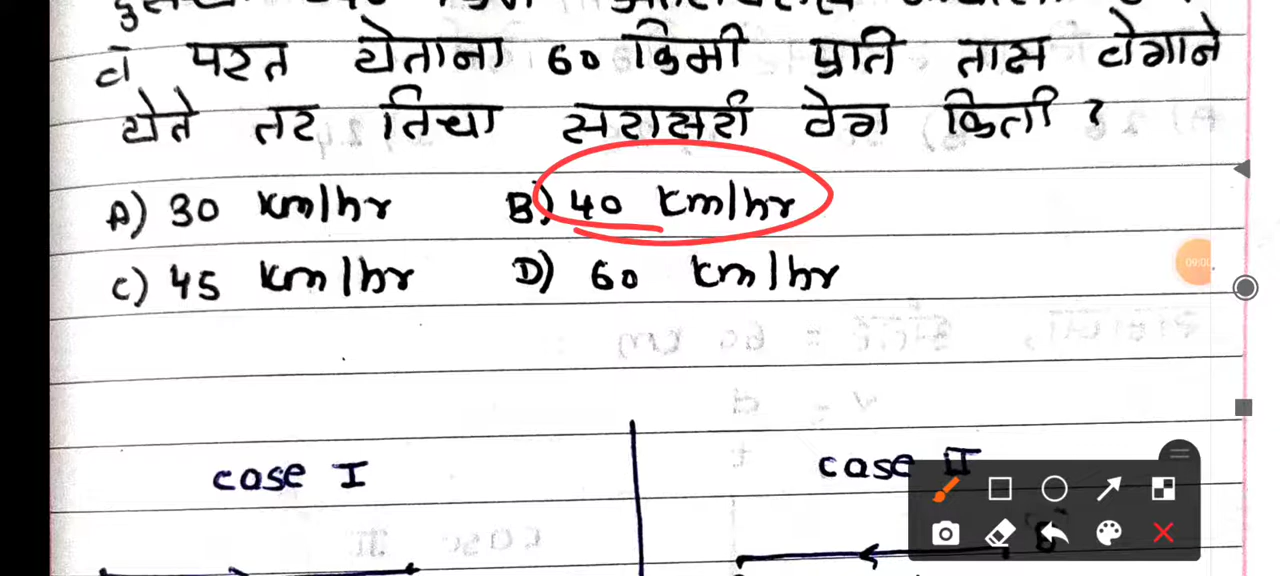 व परत येताना 60 किमी प्रति तास वेगाने
येते तर तिचा सरासरी वेग किती ?
A) 30 km/hr B) 40 km/hr
C) 45 km/hr D) 60 km/hr
case I case II